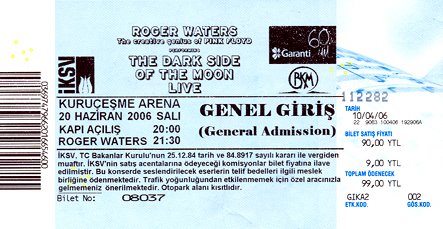 ROGER WATERS
The creative genius of PINK FLOYD
PERFORMS
THE DARK SIDE
OF THE MOON
LIVE
İKSV
Garanti
60
BKM
KURUÇEŞME ARENA
20 HAZİRAN 2006 SALI
KAPI AÇILIŞ 20:00
ROGER WATERS 21:30
GENEL GİRİŞ
(General Admission)
İKSV, TC Bakanlar Kurulu'nun 25.12.84 tarih ve 84.8917 sayılı kararı ile vergiden
muaftır. İKSV'nin satış acentalarına ödeyeceği komisyonlar bilet fiyatına ilave
edilmiştir. Bu konserde seslendirilecek eserlerin telif bedelleri ilgili meslek
birliğine ödenmektedir. Trafik yoğunluğundan etkilenmemek için özel aracınızla
gelmemeniz önerilmektedir. Otopark alanı kısıtlıdır.
Bilet No: 08037
112282
TARİH
10/04/06
22 9083 100406 192906A
BİLET SATIŞ FİYATI
90,00 YTL
9,00 YTL
TOPLAM ÖDENECEK
99,00 YTL
GIKA2 002
ETK.KOD. GİŞ.KOD.